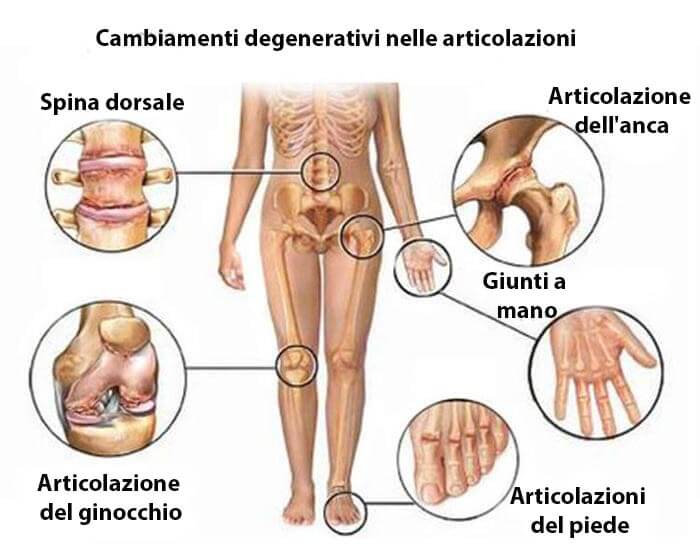 Cambiamenti degenerativi nelle articolazioni
Spina dorsale
Articolazione
dell'anca
Giunti a
mano
Articolazione
del ginocchio
Articolazioni
del piede